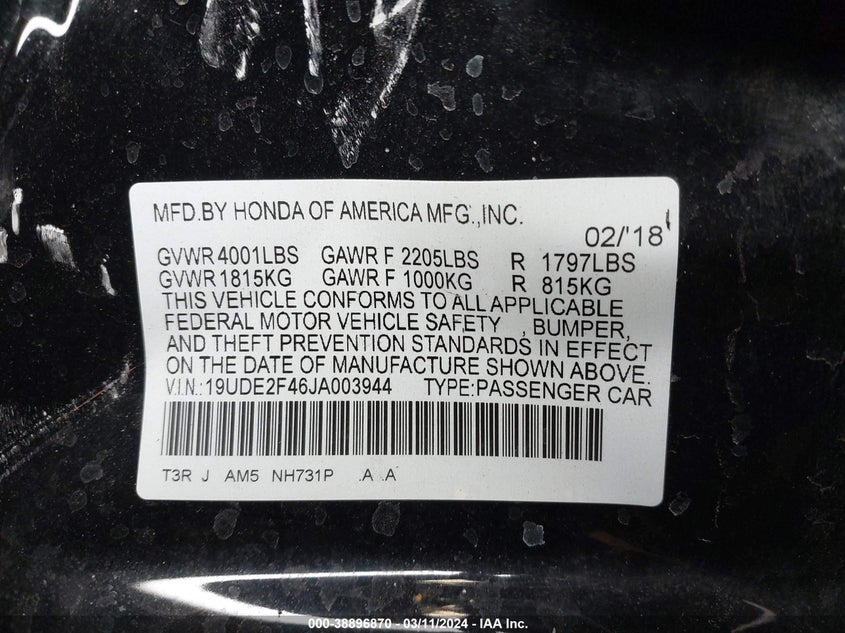 MFD.BY HONDA OF AMERICA MFG.,INC.
02/'18
GVWR 4001LBS GAWR F 2205LBS R 1797LBS
GVWR 1815KG GAWR F 1000KG R 815KG
THIS VEHICLE CONFORMS TO ALL APPLICABLE
FEDERAL MOTOR VEHICLE SAFETY , BUMPER,
AND THEFT PREVENTION STANDARDS IN EFFECT
ON THE DATE OF MANUFACTURE SHOWN ABOVE.
V.I.N.:19UDE2F46JA003944 TYPE:PASSENGER CAR
T3R J AM5 NH731P .A .A
000-38896870 - 03/11/2024 - IAA Inc.